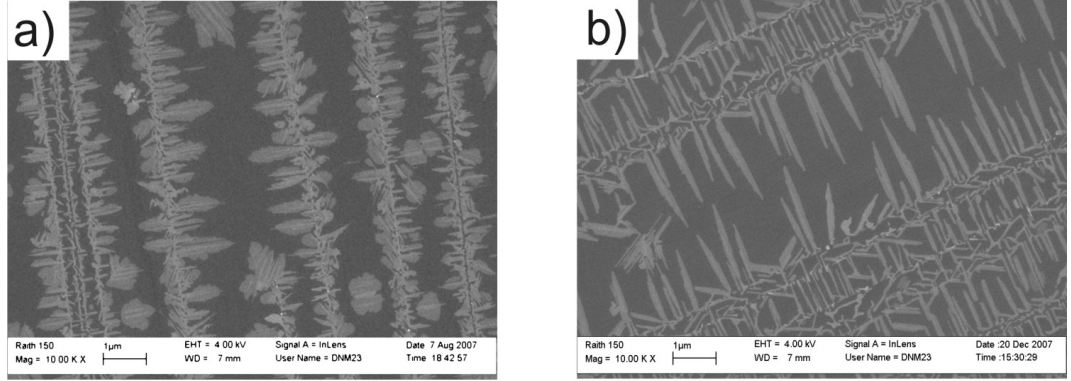 a)
Raith 150 1µm EHT = 4.00 kV Signal A = InLens Date 7 Aug 2007
Mag = 10.00 K X WD = 7 mm User Name = DNM23 Time 18 42 57
b)
Raith 150 1µm EHT = 4.00 kV Signal A = InLens Date :20 Dec 2007
Mag = 10.00 K X WD = 7 mm User Name = DNM23 Time :15:30:29